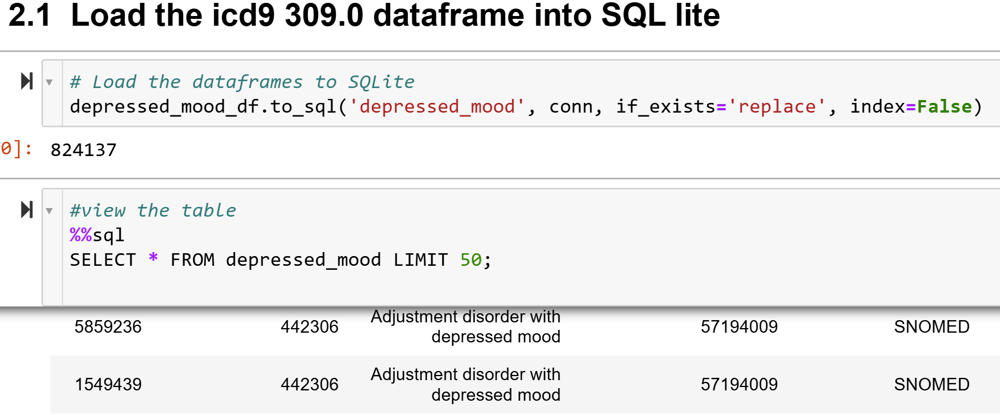 2.1 Load the icd9 309.0 dataframe into SQL lite
# Load the dataframes to SQLite
depressed_mood_df.to_sql('depressed_mood', conn, if_exists='replace', index=False)
0]: 824137
#view the table
%%sql
SELECT * FROM depressed_mood LIMIT 50;
5859236 442306 Adjustment disorder with depressed mood 57194009 SNOMED
1549439 442306 Adjustment disorder with depressed mood 57194009 SNOMED